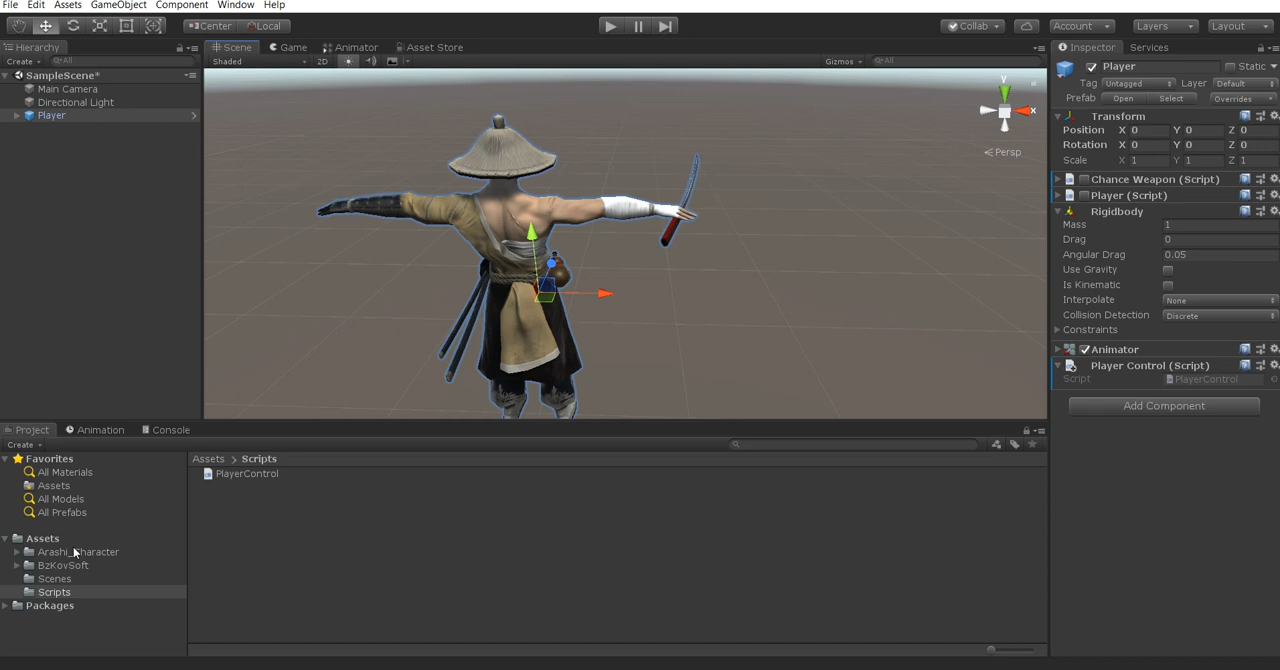 File Edit Assets GameObject Component Window Help
Center Local Collab Account Layers Layout
Hierarchy
Create All
SampleScene*
Main Camera
Directional Light
Player
Scene Game Animator Asset Store
Shaded 2D Gizmos All
y
x
Persp
Inspector Services
Player Static
Tag Untagged Layer Default
Prefab Open Select Overrides
Transform
Position X 0 Y 0 Z 0
Rotation X 0 Y 0 Z 0
Scale X 1 Y 1 Z 1
Chance Weapon (Script)
Player (Script)
Rigidbody
Mass 1
Drag 0
Angular Drag 0.05
Use Gravity
Is Kinematic
Interpolate None
Collision Detection Discrete
Constraints
Animator
Player Control (Script)
Script PlayerControl
Add Component
Project Animation Console
Create
Favorites
All Materials
Assets
All Models
All Prefabs
Assets
Arashi_Character
BzKovSoft
Scenes
Scripts
Packages
Assets > Scripts
PlayerControl